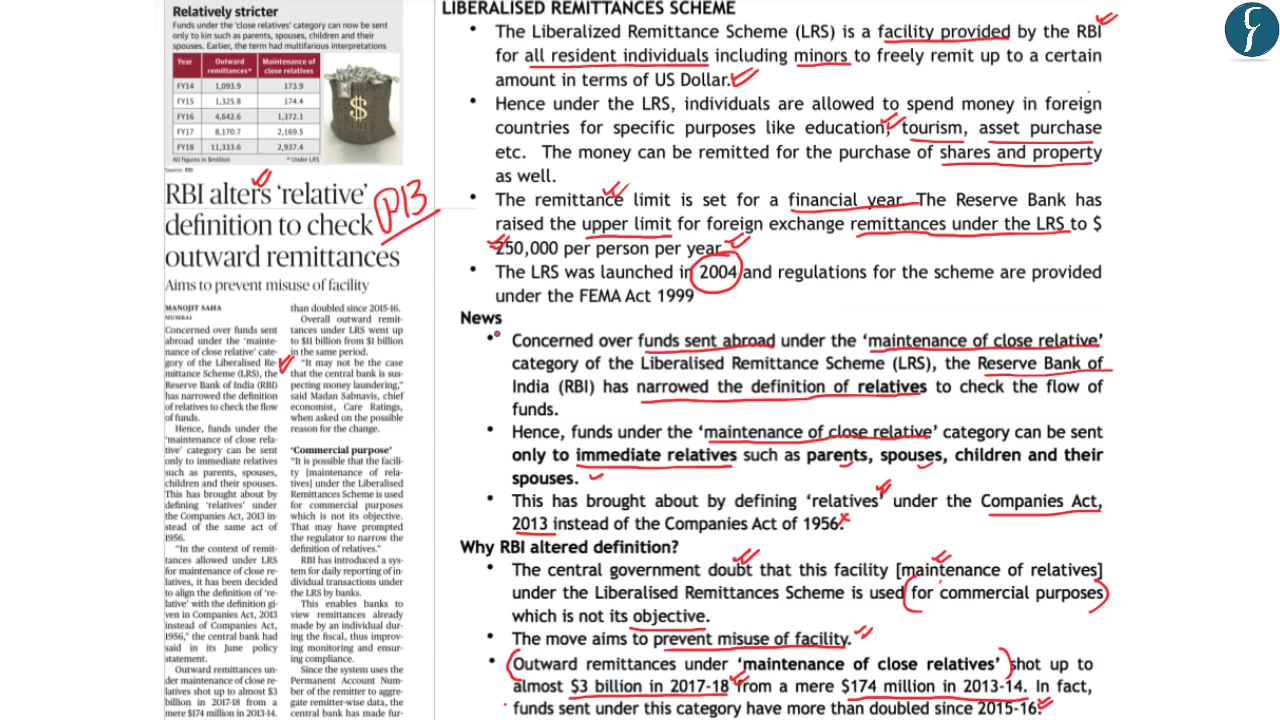 Relatively stricter
Funds under the 'close relatives' category can now be sent
only to kin such as parents, spouses, children and their
spouses. Earlier, the term had multifarious interpretations
Year Outward remittances* Maintenance of close relatives
FY14 1,093.9 173.9
FY15 1,325.8 174.4
FY16 4,642.6 1,372.1
FY17 8,170.7 2,169.5
FY18 11,333.6 2,937.4
All figures in $million * Under LRS
Source: RBI
RBI alters 'relative'
definition to check
outward remittances
P13
Aims to prevent misuse of facility
MANOJIT SAHA
MUMBAI
Concerned over funds sent
abroad under the 'mainte-
nance of close relative' cate-
gory of the Liberalised Re-
mittance Scheme (LRS), the
Reserve Bank of India (RBI)
has narrowed the definition
of relatives to check the flow
of funds.
Hence, funds under the
'maintenance of close rela-
tive' category can be sent
only to immediate relatives
such as parents, spouses,
children and their spouses.
This has brought about by
defining 'relatives' under
the Companies Act, 2013 in-
stead of the same act of
1956.
"In the context of remit-
tances allowed under LRS
for maintenance of close re-
latives, it has been decided
to align the definition of 're-
lative' with the definition gi-
ven in Companies Act, 2013
instead of Companies Act,
1956," the central bank had
said in its June policy
statement.
Outward remittances un-
der maintenance of close re-
latives shot up to almost $3
billion in 2017-18 from a
mere $174 million in 2013-14.
than doubled since 2015-16.
Overall outward remit-
tances under LRS went up
to $11 billion from $1 billion
in the same period.
"It may not be the case
that the central bank is sus-
pecting money laundering,"
said Madan Sabnavis, chief
economist, Care Ratings,
when asked on the possible
reason for the change.
'Commercial purpose'
"It is possible that the facili-
ty [maintenance of rela-
tives] under the Liberalised
Remittances Scheme is used
for commercial purposes
which is not its objective.
That may have prompted
the regulator to narrow the
definition of relatives."
RBI has introduced a sys-
tem for daily reporting of in-
dividual transactions under
the LRS by banks.
This enables banks to
view remittances already
made by an individual dur-
ing the fiscal, thus improv-
ing monitoring and ensur-
ing compliance.
Since the system uses the
Permanent Account Num-
ber of the remitter to aggre-
gate remitter-wise data, the
central bank has made fur-
LIBERALISED REMITTANCES SCHEME
• The Liberalized Remittance Scheme (LRS) is a facility provided by the RBI
for all resident individuals including minors to freely remit up to a certain
amount in terms of US Dollar.
• Hence under the LRS, individuals are allowed to spend money in foreign
countries for specific purposes like education, tourism, asset purchase
etc. The money can be remitted for the purchase of shares and property
as well.
• The remittance limit is set for a financial year. The Reserve Bank has
raised the upper limit for foreign exchange remittances under the LRS to $
250,000 per person per year.
• The LRS was launched in 2004 and regulations for the scheme are provided
under the FEMA Act 1999
News
• Concerned over funds sent abroad under the 'maintenance of close relative'
category of the Liberalised Remittance Scheme (LRS), the Reserve Bank of
India (RBI) has narrowed the definition of relatives to check the flow of
funds.
• Hence, funds under the 'maintenance of close relative' category can be sent
only to immediate relatives such as parents, spouses, children and their
spouses.
• This has brought about by defining 'relatives' under the Companies Act,
2013 instead of the Companies Act of 1956.
Why RBI altered definition?
• The central government doubt that this facility [maintenance of relatives]
under the Liberalised Remittances Scheme is used for commercial purposes
which is not its objective.
• The move aims to prevent misuse of facility.
• Outward remittances under 'maintenance of close relatives' shot up to
almost $3 billion in 2017-18 from a mere $174 million in 2013-14. In fact,
funds sent under this category have more than doubled since 2015-16.